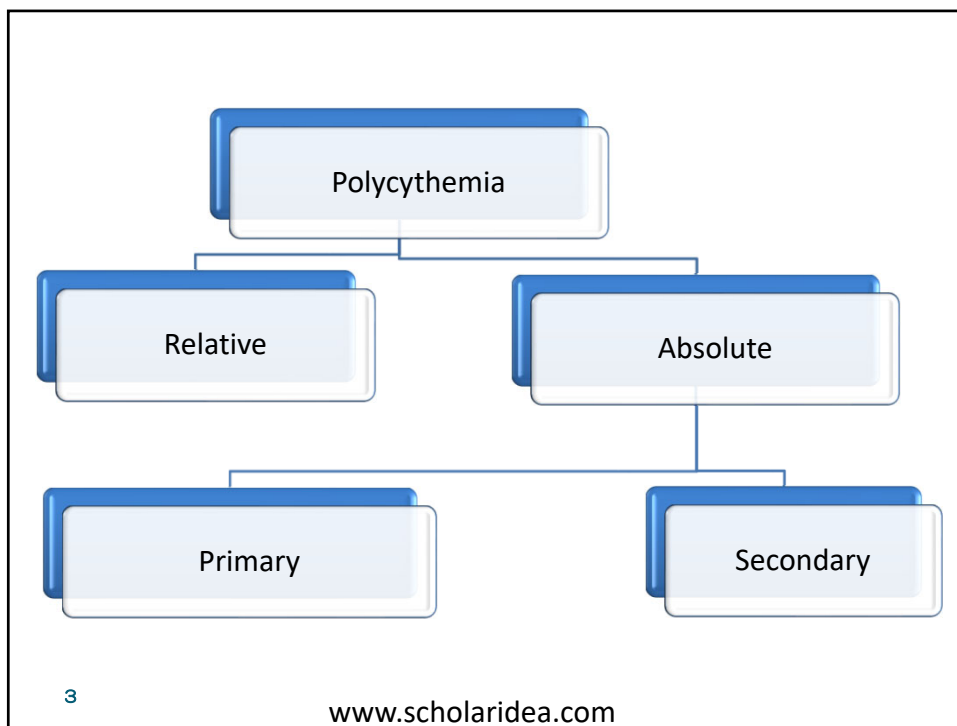 Polycythemia
Relative
Absolute
Primary
Secondary
3
www.scholaridea.com